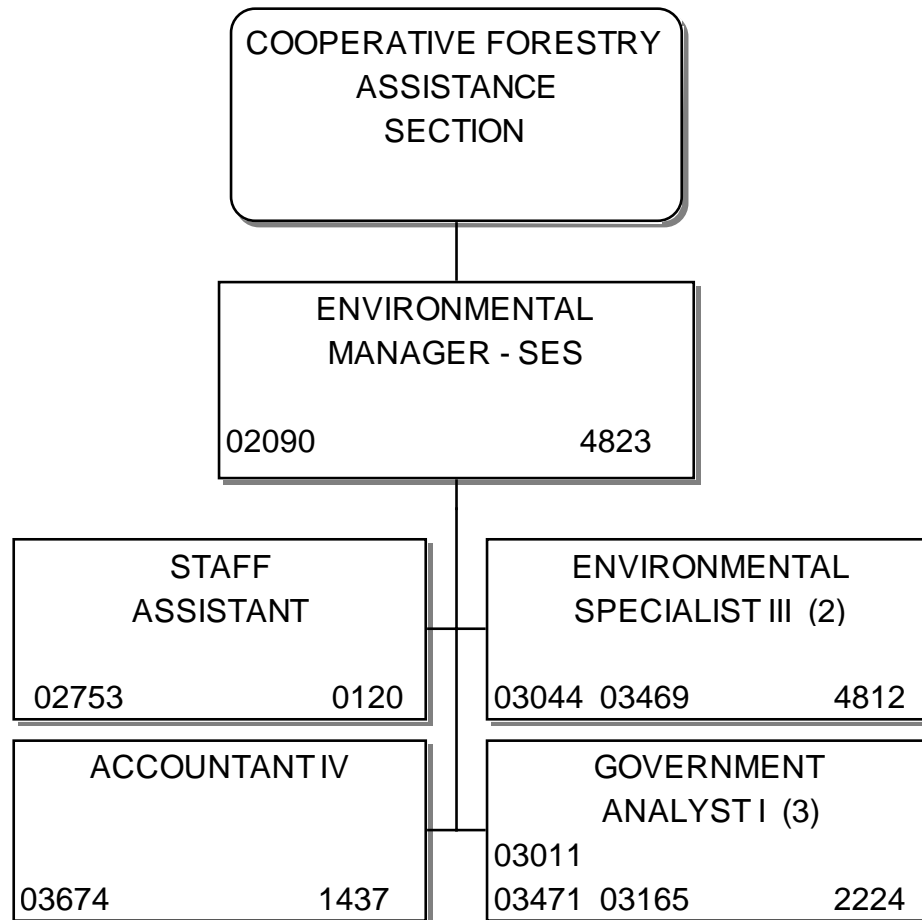 COOPERATIVE FORESTRY
ASSISTANCE
SECTION
ENVIRONMENTAL
MANAGER - SES
02090 4823
STAFF
ASSISTANT
02753 0120
ENVIRONMENTAL
SPECIALIST III (2)
03044 03469 4812
ACCOUNTANT IV
03674 1437
GOVERNMENT
ANALYST I (3)
03011
03471 03165 2224